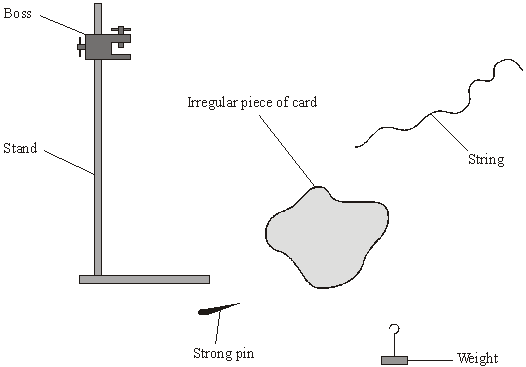 Boss
Irregular piece of card
Stand
String
Strong pin
Weight